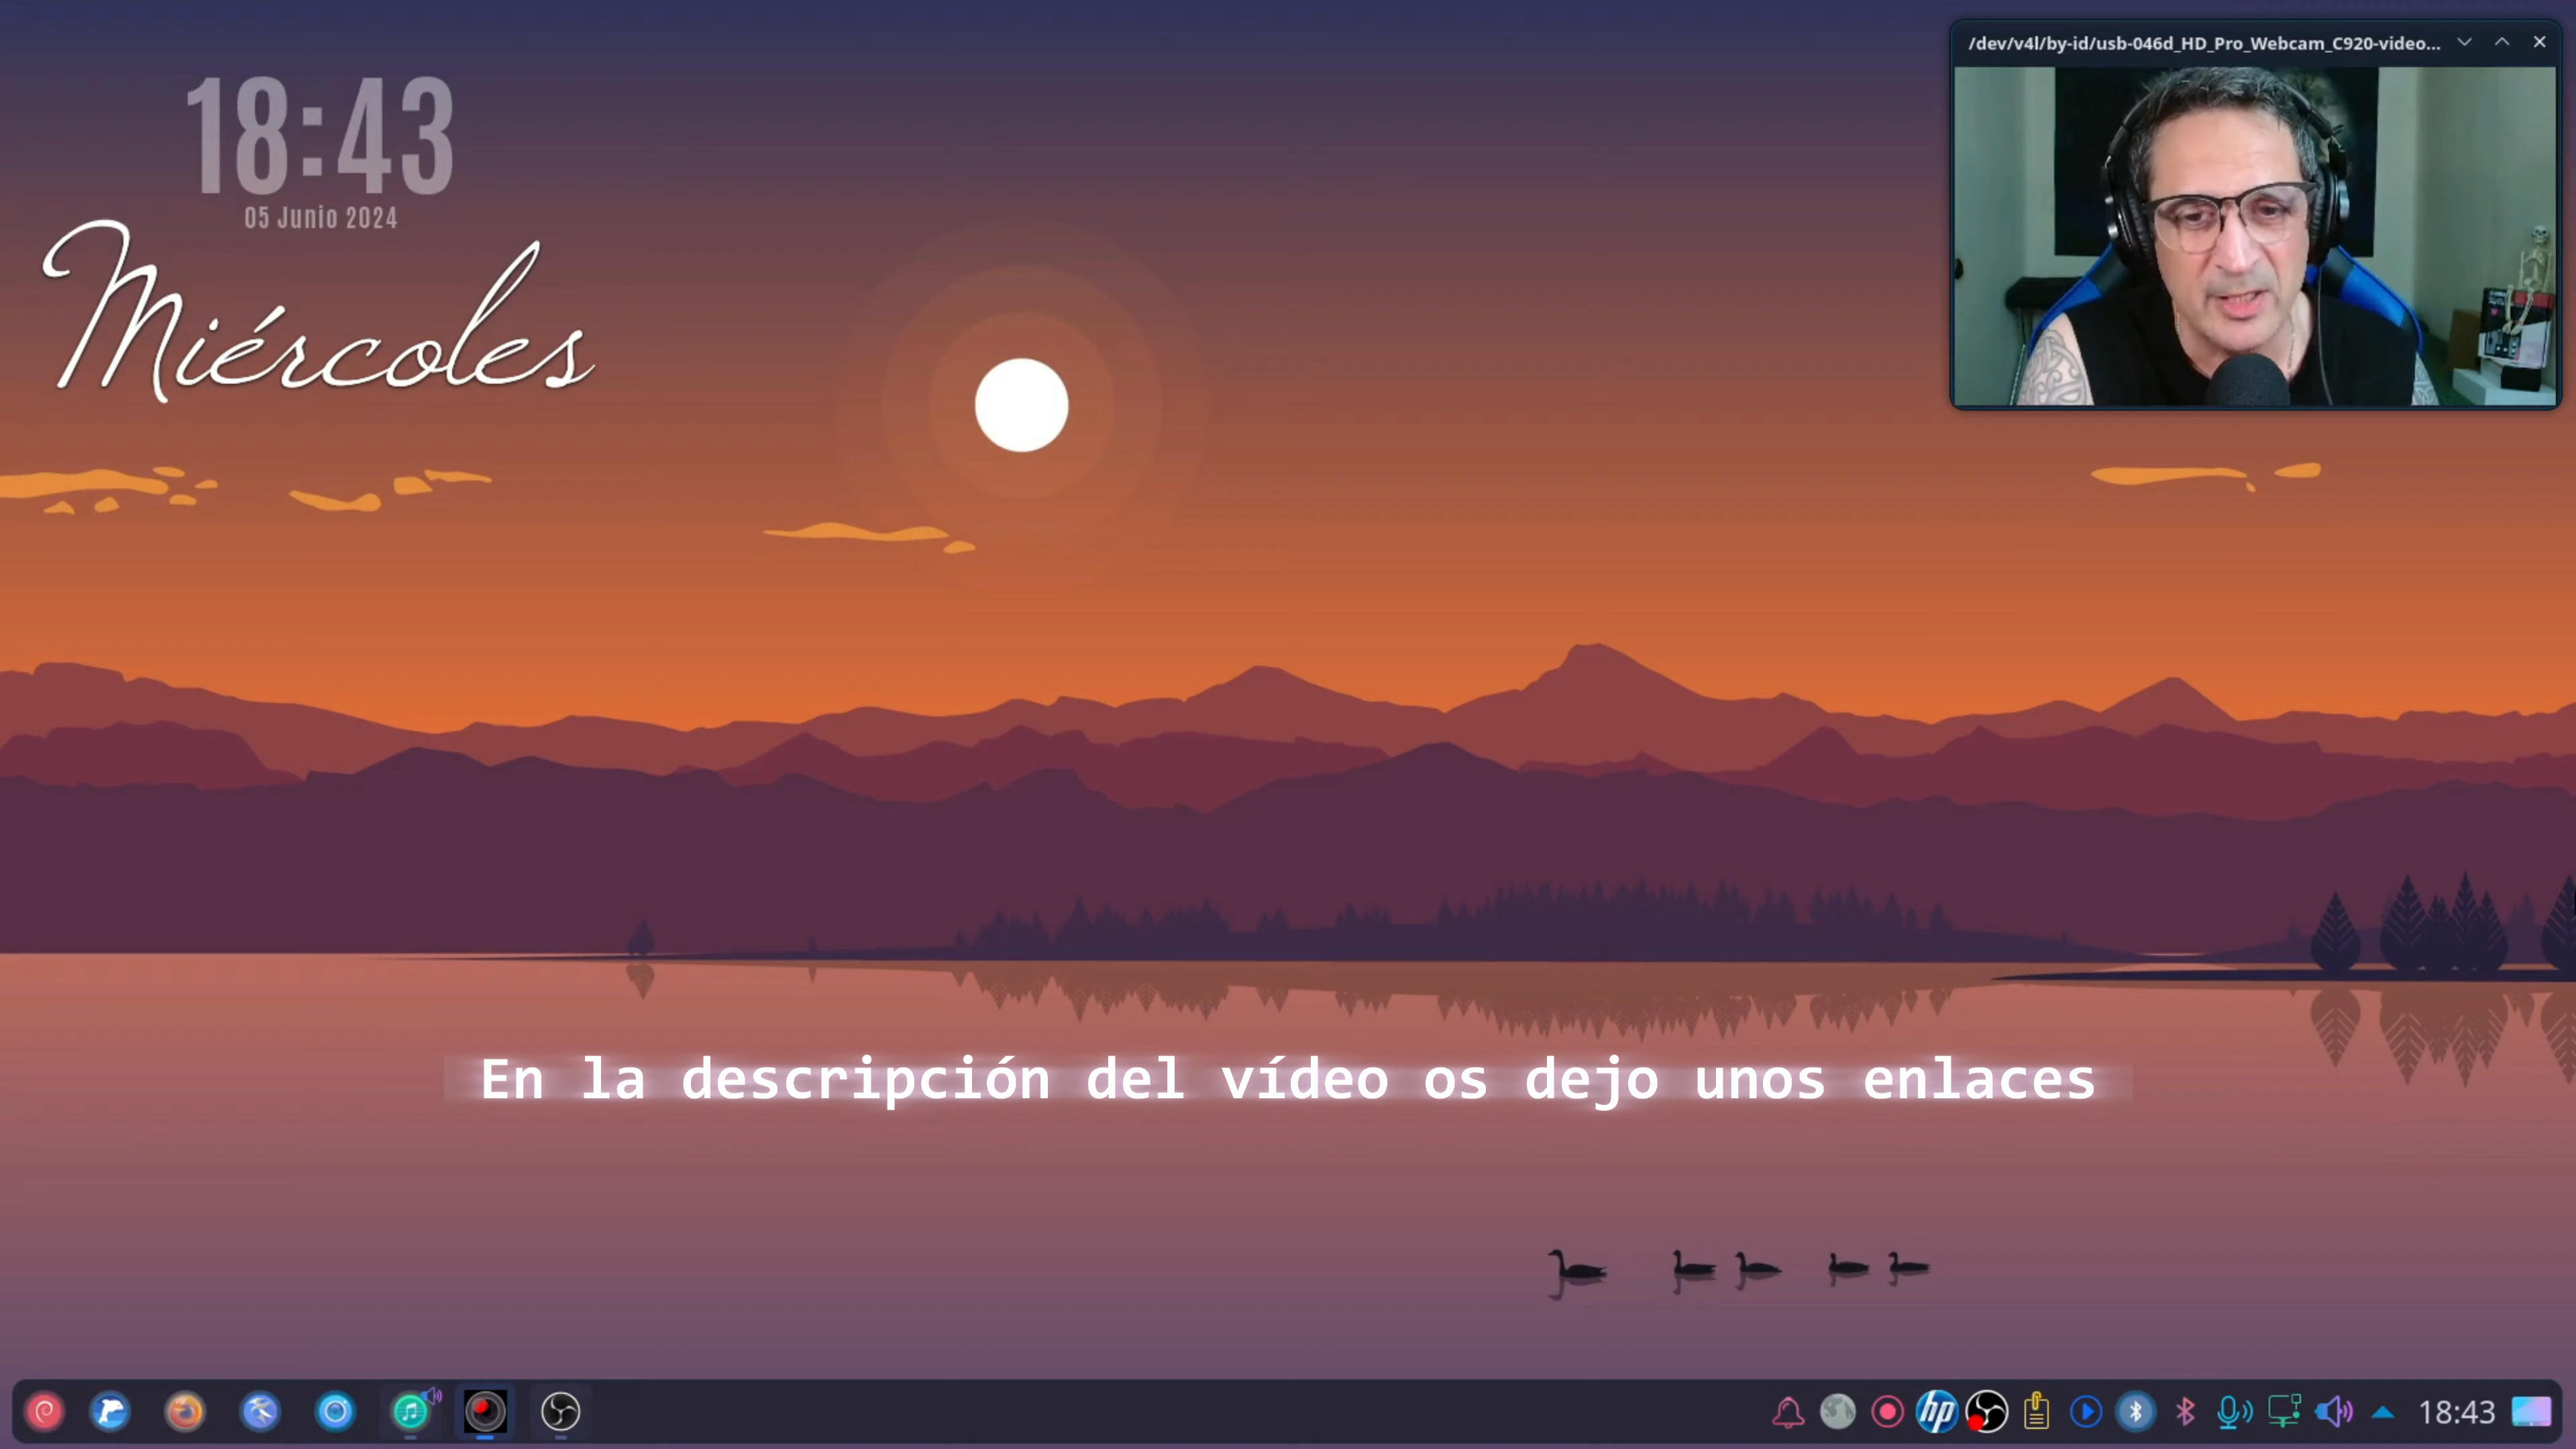 /dev/v4l/by-id/usb-046d_HD_Pro_Webcam_C920-video...
18:43
05 Junio 2024
Miércoles
En la descripción del vídeo os dejo unos enlaces
hp
18:43